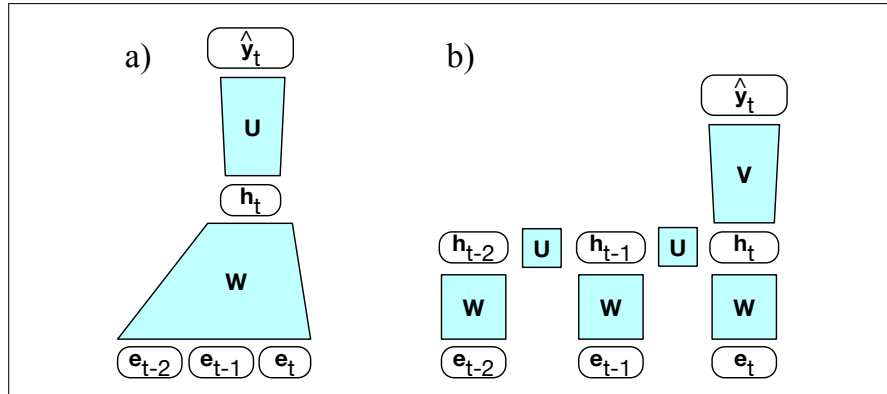 a)
ŷt
U
ht
W
et-2 et-1 et
b)
ŷt
V
ht-2 U ht-1 U ht
W W W
et-2 et-1 et